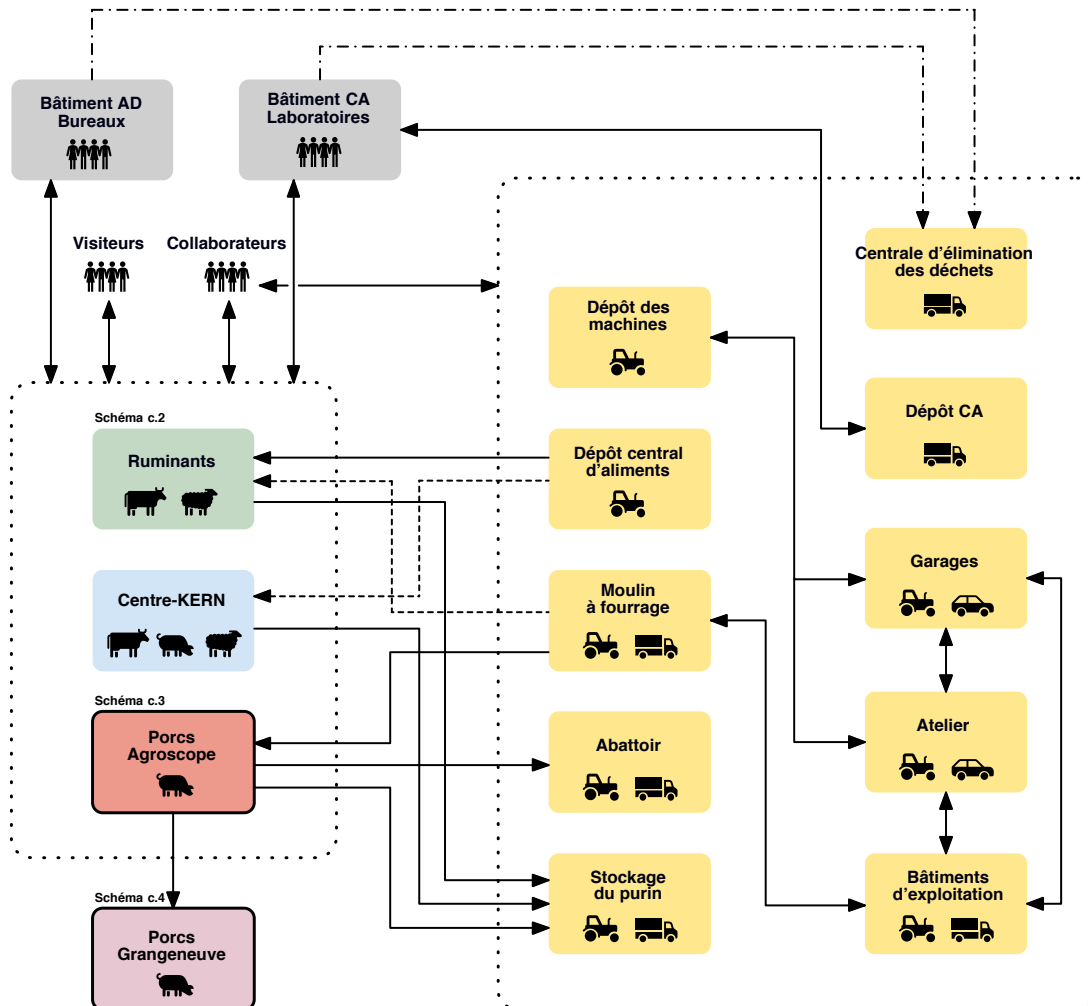 Bâtiment AD
Bureaux
Bâtiment CA
Laboratoires
Visiteurs
Collaborateurs
Centrale d'élimination
des déchets
Dépôt des
machines
Dépôt CA
Schéma c.2
Ruminants
Dépôt central
d'aliments
Garages
Centre-KERN
Moulin
à fourrage
Schéma c.3
Porcs
Agroscope
Abattoir
Atelier
Stockage
du purin
Bâtiments
d'exploitation
Schéma c.4
Porcs
Grangeneuve